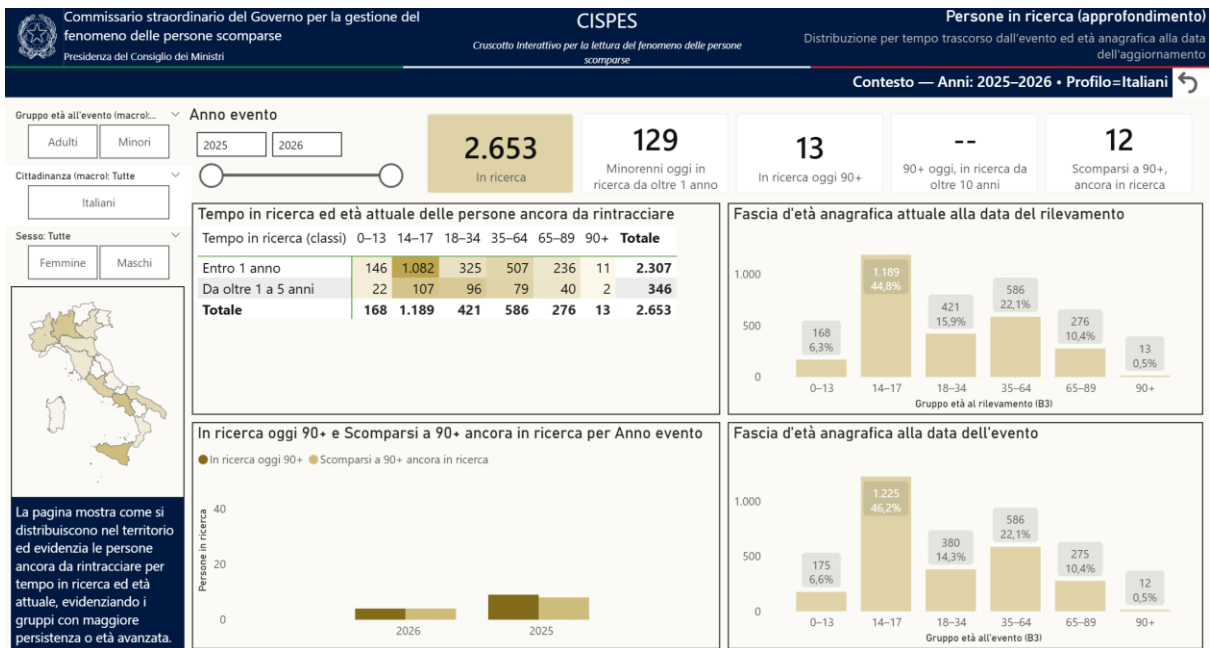 Commissario straordinario del Governo per la gestione del
fenomeno delle persone scomparse
Presidenza del Consiglio dei Ministri
CISPES
Cruscotto Interattivo per la lettura del fenomeno delle persone
scomparse
Persone in ricerca (approfondimento)
Distribuzione per tempo trascorso dall'evento ed età anagrafica alla data
dell'aggiornamento
Contesto — Anni: 2025–2026 • Profilo=Italiani
Gruppo età all'evento (macro):...
Adulti Minori
Cittadinanza (macro): Tutte
Italiani
Sesso: Tutte
Femmine Maschi
La pagina mostra come si
distribuiscono nel territorio
ed evidenzia le persone
ancora da rintracciare per
tempo in ricerca ed età
attuale, evidenziando i
gruppi con maggiore
persistenza o età avanzata.
Anno evento
2025 2026
2.653
In ricerca
129
Minorenni oggi in
ricerca da oltre 1 anno
13
In ricerca oggi 90+
--
90+ oggi, in ricerca da
oltre 10 anni
12
Scomparsi a 90+,
ancora in ricerca
Tempo in ricerca ed età attuale delle persone ancora da rintracciare
Tempo in ricerca (classi) 0–13 14–17 18–34 35–64 65–89 90+ Totale
Entro 1 anno 146 1.082 325 507 236 11 2.307
Da oltre 1 a 5 anni 22 107 96 79 40 2 346
Totale 168 1.189 421 586 276 13 2.653
Fascia d'età anagrafica attuale alla data del rilevamento
1.000
500
0
168
6,3%
1.189
44,8%
421
15,9%
586
22,1%
276
10,4%
13
0,5%
0–13 14–17 18–34 35–64 65–89 90+
Gruppo età al rilevamento (B3)
In ricerca oggi 90+ e Scomparsi a 90+ ancora in ricerca per Anno evento
In ricerca oggi 90+ Scomparsi a 90+ ancora in ricerca
Persone in ricerca
40
20
0
2026 2025
Fascia d'età anagrafica alla data dell'evento
1.000
500
0
175
6,6%
1.225
46,2%
380
14,3%
586
22,1%
275
10,4%
12
0,5%
0–13 14–17 18–34 35–64 65–89 90+
Gruppo età all'evento (B3)